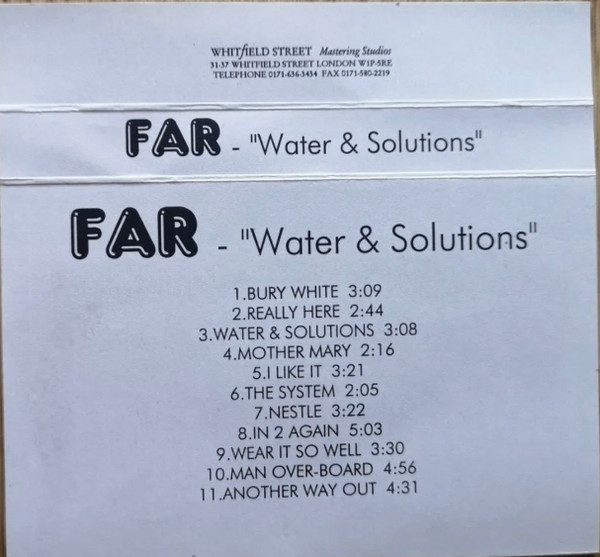 WHITFIELD STREET Mastering Studios
31-37 WHITFIELD STREET LONDON W1P-5RE
TELEPHONE 0171-636-3434 FAX 0171-580-2219
FAR - "Water & Solutions"
FAR - "Water & Solutions"
1.BURY WHITE 3:09
2.REALLY HERE 2:44
3.WATER & SOLUTIONS 3:08
4.MOTHER MARY 2:16
5.I LIKE IT 3:21
6.THE SYSTEM 2:05
7.NESTLE 3:22
8.IN 2 AGAIN 5:03
9.WEAR IT SO WELL 3:30
10.MAN OVER-BOARD 4:56
11.ANOTHER WAY OUT 4:31